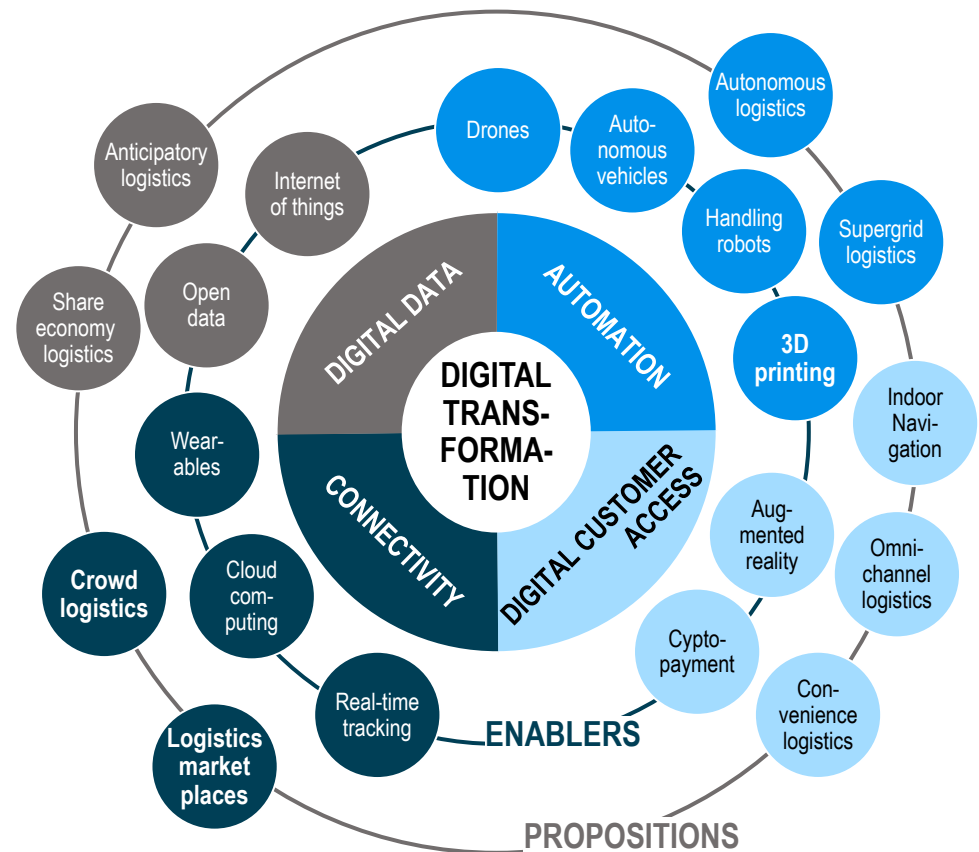 Autonomous
logistics
Drones
Auto-
nomous
vehicles
Anticipatory
logistics
Internet
of things
Handling
robots
Supergrid
logistics
DIGITAL DATA
AUTOMATION
Open
data
Share
economy
logistics
3D
printing
DIGITAL
TRANS-
FORMA-
TION
Indoor
Navi-
gation
Wear-
ables
CONNECTIVITY
DIGITAL CUSTOMER
ACCESS
Aug-
mented
reality
Omni-
channel
logistics
Crowd
logistics
Cloud
com-
puting
Cypto-
payment
Real-time
tracking
Con-
venience
logistics
ENABLERS
Logistics
market
places
PROPOSITIONS